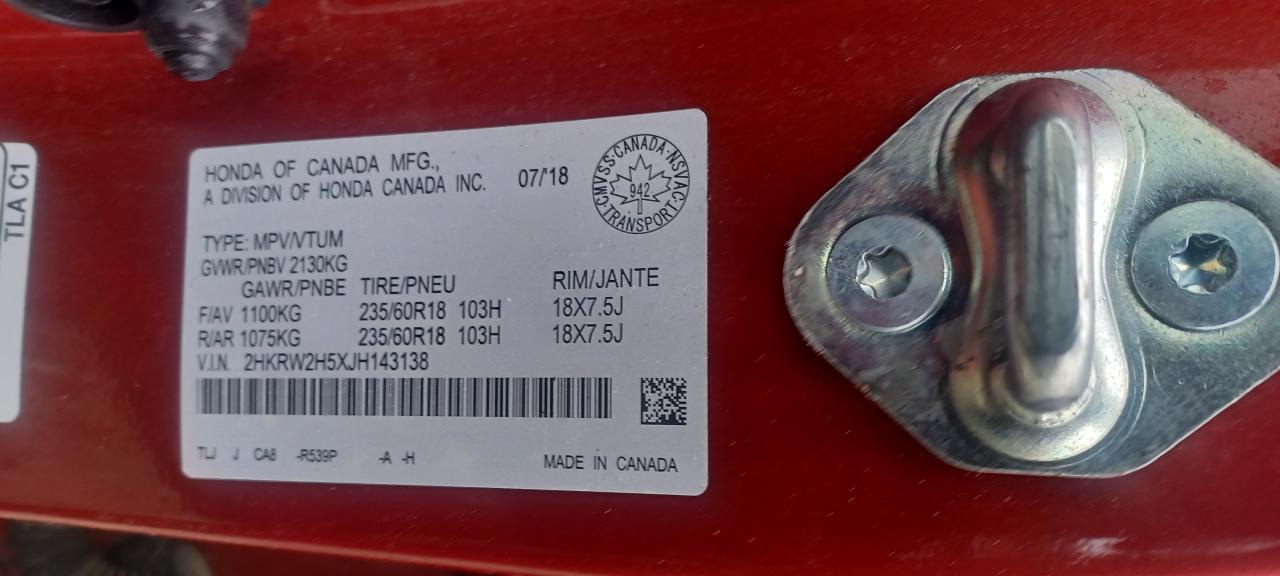 TLA C1
HONDA OF CANADA MFG.,
A DIVISION OF HONDA CANADA INC.
07/'18
CMVSS·CANADA·NSVAC·TRANSPORT·
942
TYPE: MPV/VTUM
GVWR/PNBV 2130KG
GAWR/PNBE TIRE/PNEU RIM/JANTE
F/AV 1100KG 235/60R18 103H 18X7.5J
R/AR 1075KG 235/60R18 103H 18X7.5J
V.I.N. 2HKRW2H5XJH143138
TLJ J CA8 -R539P -A -H
MADE IN CANADA